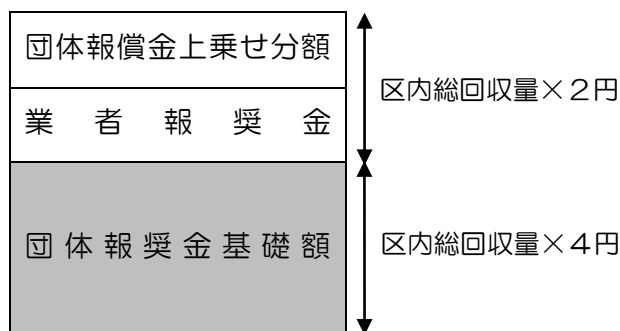 団体報償金上乗せ分額
区内総回収量×2円
業者報奨金
団体報奨金基礎額
区内総回収量×4円